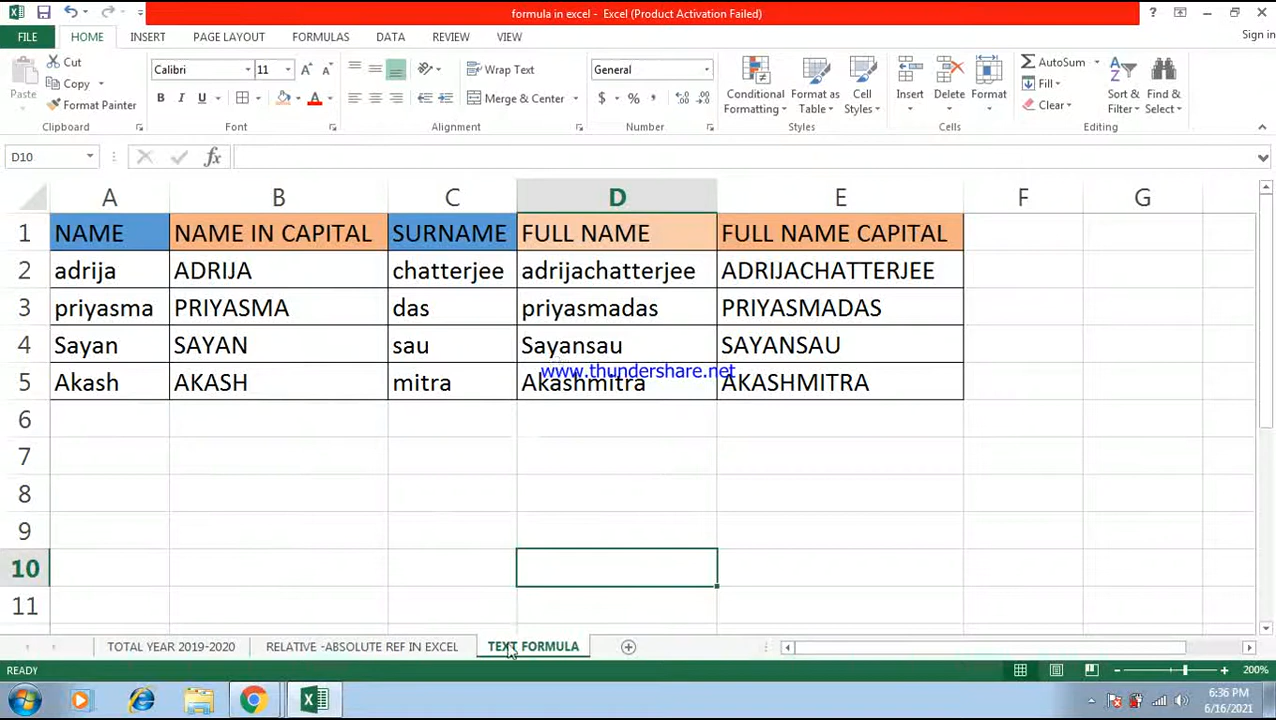 formula in excel - Excel (Product Activation Failed)
?
Sign in
FILE HOME INSERT PAGE LAYOUT FORMULAS DATA REVIEW VIEW
Paste
Cut
Copy
Format Painter
Clipboard
Calibri 11
B I U
Font
Wrap Text
Merge & Center
Alignment
General
$ % ,
Number
Conditional Formatting
Format as Table
Cell Styles
Styles
Insert Delete Format
Cells
AutoSum
Fill
Clear
Sort & Filter
Find & Select
Editing
D10
fx
A B C D E F G
1 NAME NAME IN CAPITAL SURNAME FULL NAME FULL NAME CAPITAL
2 adrija ADRIJA chatterjee adrijachatterjee ADRIJACHATTERJEE
3 priyasma PRIYASMA das priyasmadas PRIYASMADAS
4 Sayan SAYAN sau Sayansau SAYANSAU
www.thundershare.net
5 Akash AKASH mitra Akashmitra AKASHMITRA
6
7
8
9
10
11
TOTAL YEAR 2019-2020 RELATIVE -ABSOLUTE REF IN EXCEL TEXT FORMULA
READY
200%
6:36 PM
6/16/2021